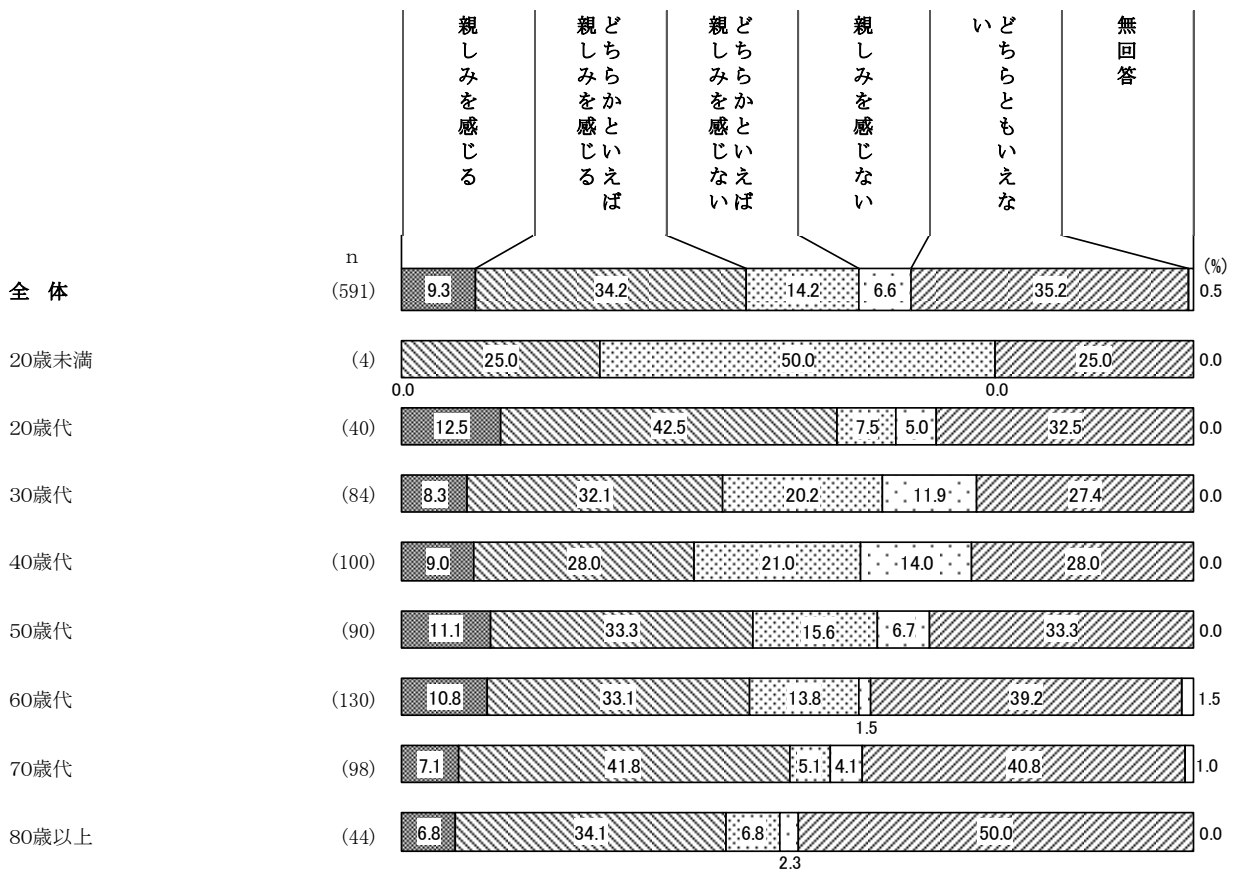 親しみを感じる
どちらかといえば
親しみを感じる
どちらかといえば
親しみを感じない
親しみを感じない
どちらともいえな
い
無回答
n
(%)
全 体 (591) 9.3 34.2 14.2 6.6 35.2 0.5
20歳未満 (4) 25.0 50.0 25.0 0.0
0.0 0.0
20歳代 (40) 12.5 42.5 7.5 5.0 32.5 0.0
30歳代 (84) 8.3 32.1 20.2 11.9 27.4 0.0
40歳代 (100) 9.0 28.0 21.0 14.0 28.0 0.0
50歳代 (90) 11.1 33.3 15.6 6.7 33.3 0.0
60歳代 (130) 10.8 33.1 13.8 39.2 1.5
1.5
70歳代 (98) 7.1 41.8 5.1 4.1 40.8 1.0
80歳以上 (44) 6.8 34.1 6.8 50.0 0.0
2.3